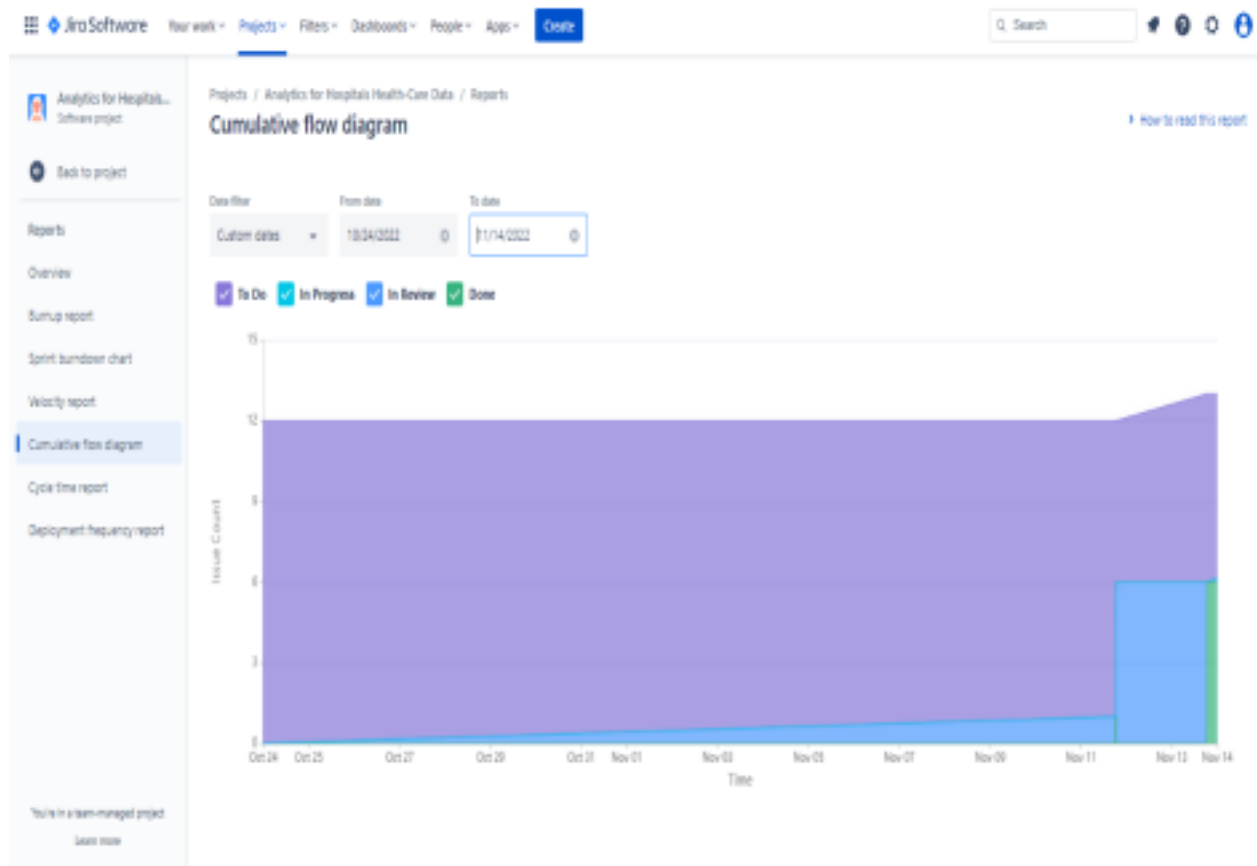 Jira Software Your work Projects Filters Dashboards People Apps Create Search
Analytics for Hospitals...
Software project
Back to project
Reports
Overview
Burnup report
Sprint burndown chart
Velocity report
Cumulative flow diagram
Cycle time report
Deployment frequency report
You're in a team-managed project
Learn more
Projects / Analytics for Hospitals Health-Care Data / Reports
Cumulative flow diagram
How to read this report
Date filter From date To date
Custom dates 10/24/2022 11/14/2022
To Do In Progress In Review Done
15
12
9
6
3
0
Issue Count
Oct 24 Oct 25 Oct 27 Oct 29 Oct 31 Nov 01 Nov 03 Nov 05 Nov 07 Nov 09 Nov 11 Nov 13 Nov 14
Time